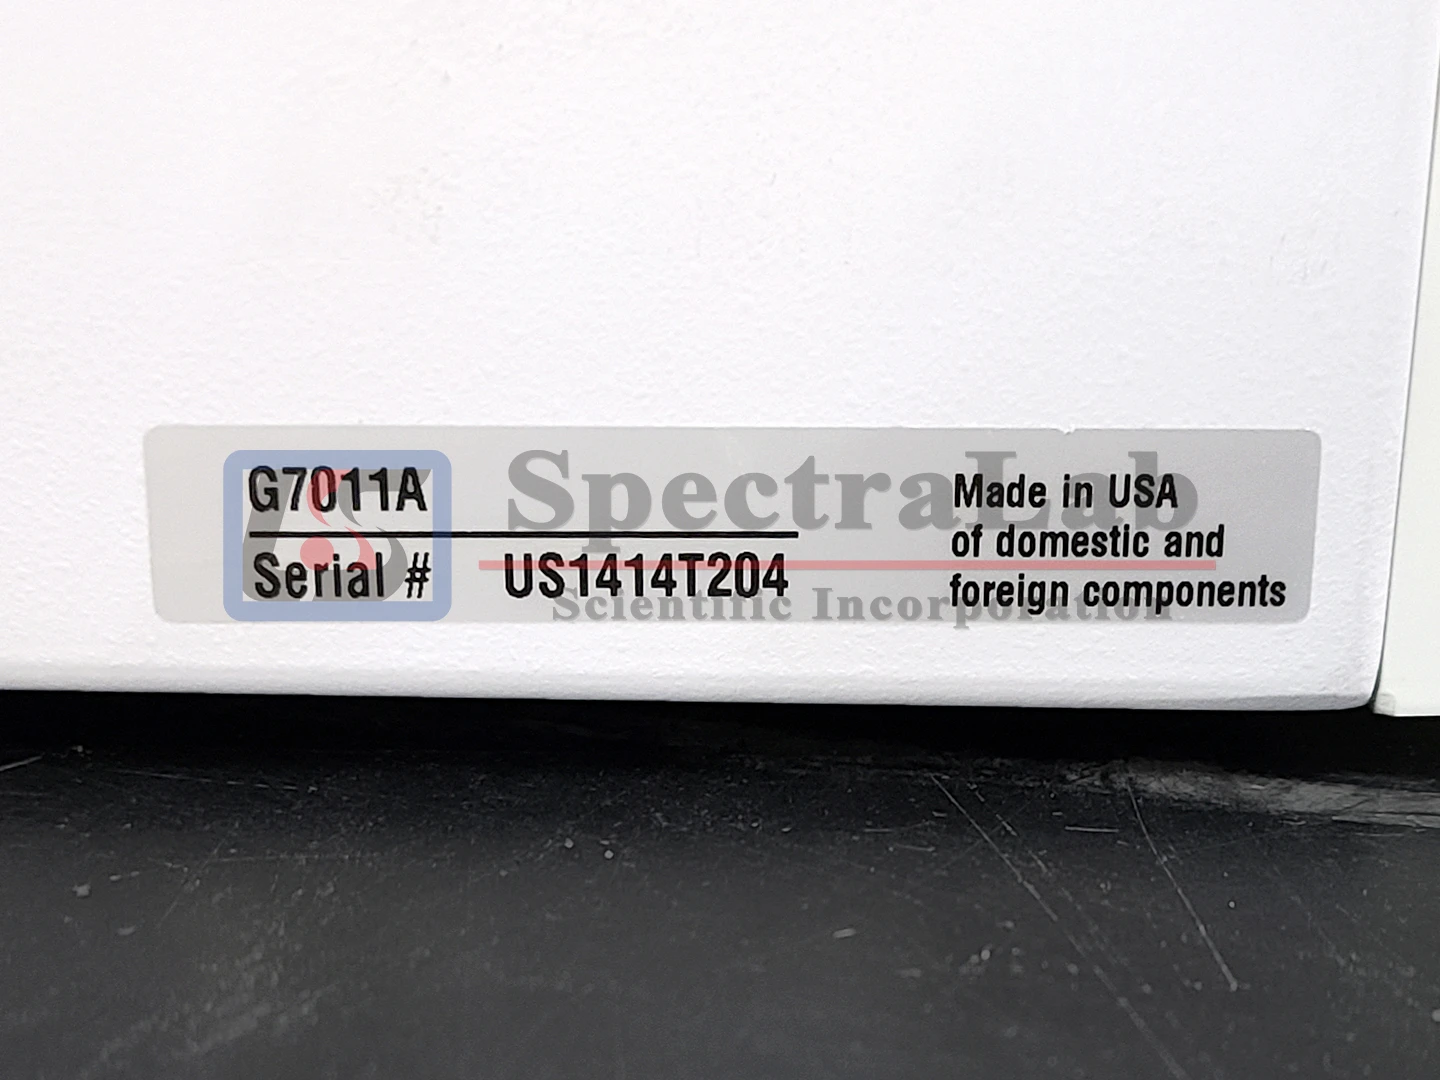 G7011A
Serial # US1414T204
Made in USA
of domestic and
foreign components
SpectraLab
Scientific Incorporation